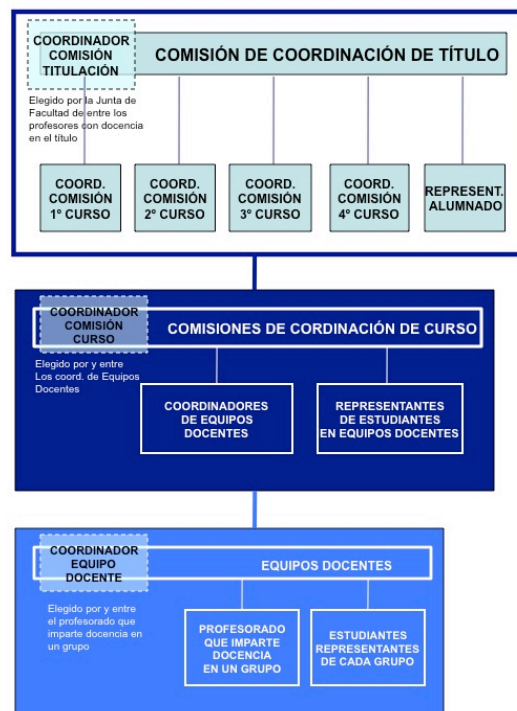 COORDINADOR
COMISIÓN
TITULACIÓN
COMISIÓN DE COORDINACIÓN DE TÍTULO
Elegido por la Junta de
Facultad de entre los
profesores con docencia
en el título
COORD.
COMISIÓN
1º CURSO
COORD.
COMISIÓN
2º CURSO
COORD.
COMISIÓN
3º CURSO
COORD.
COMISIÓN
4º CURSO
REPRESENT.
ALUMNADO
COORDINADOR
COMISIÓN
CURSO
COMISIONES DE CORDINACIÓN DE CURSO
Elegido por y entre
Los coord. de Equipos
Docentes
COORDINADORES
DE EQUIPOS
DOCENTES
REPRESENTANTES
DE ESTUDIANTES
EN EQUIPOS DOCENTES
COORDINADOR
EQUIPO
DOCENTE
EQUIPOS DOCENTES
Elegido por y entre
el profesorado que
imparte docencia en
un grupo
PROFESORADO
QUE IMPARTE
DOCENCIA
EN UN GRUPO
ESTUDIANTES
REPRESENTANTES
DE CADA GRUPO